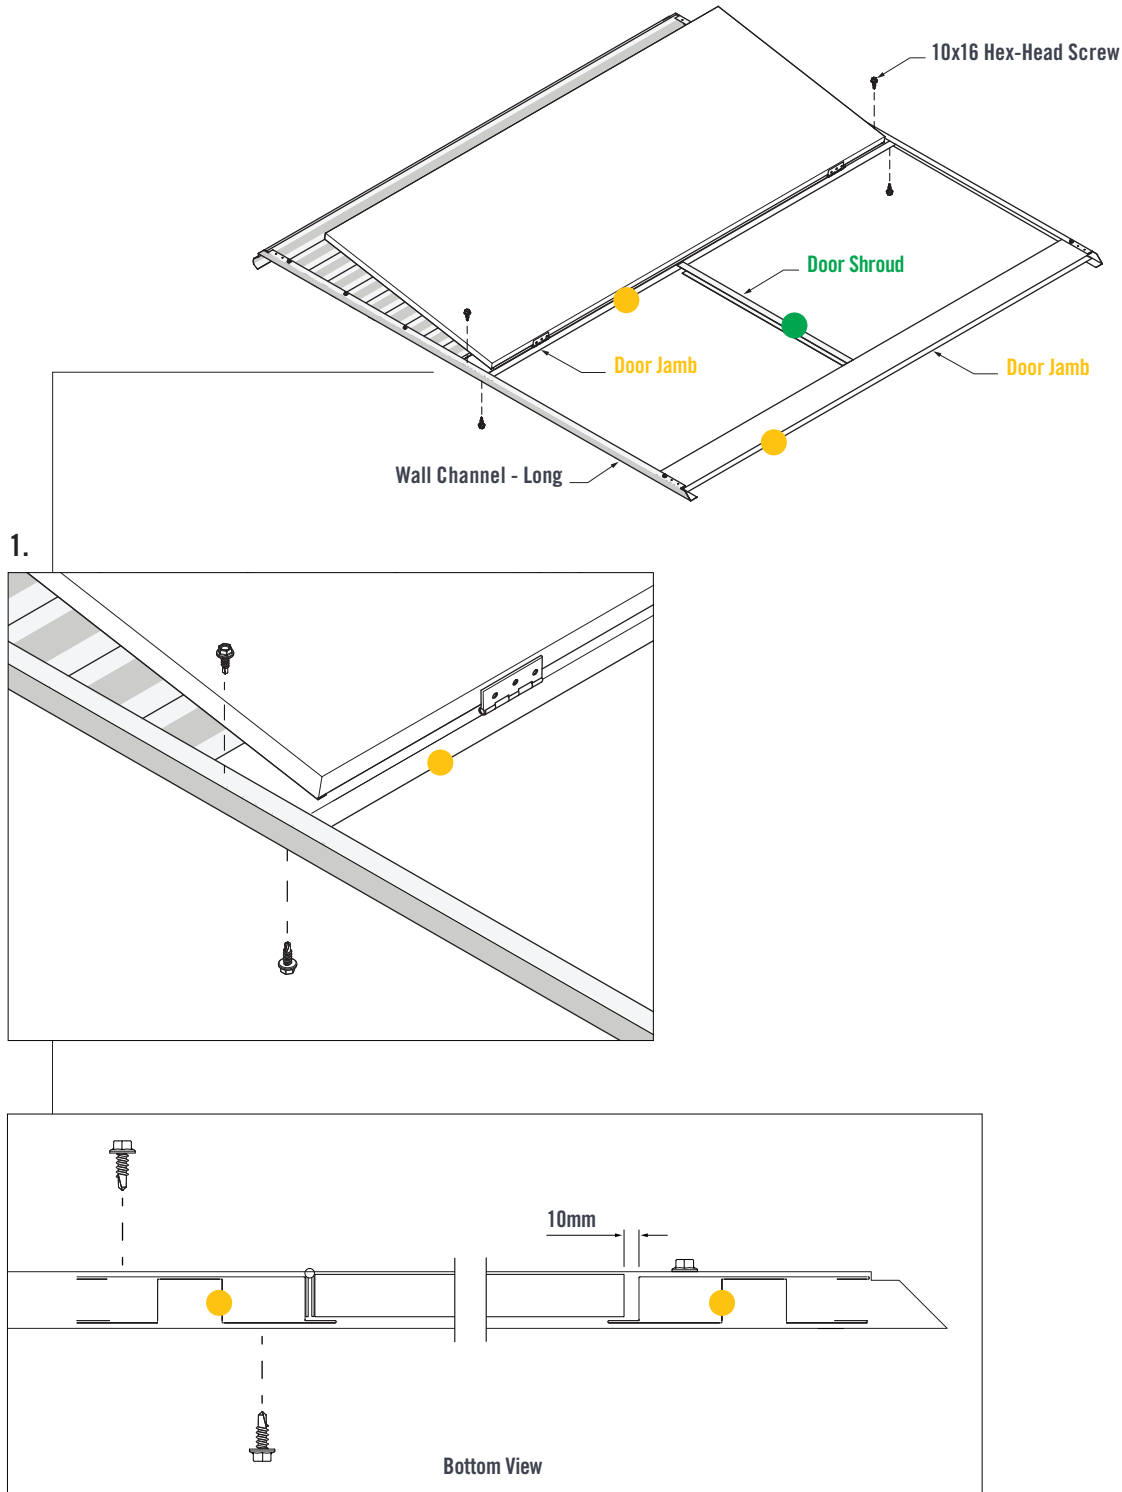 10x16 Hex-Head Screw
Door Shroud
Door Jamb
Door Jamb
Wall Channel - Long
1.
10mm
Bottom View